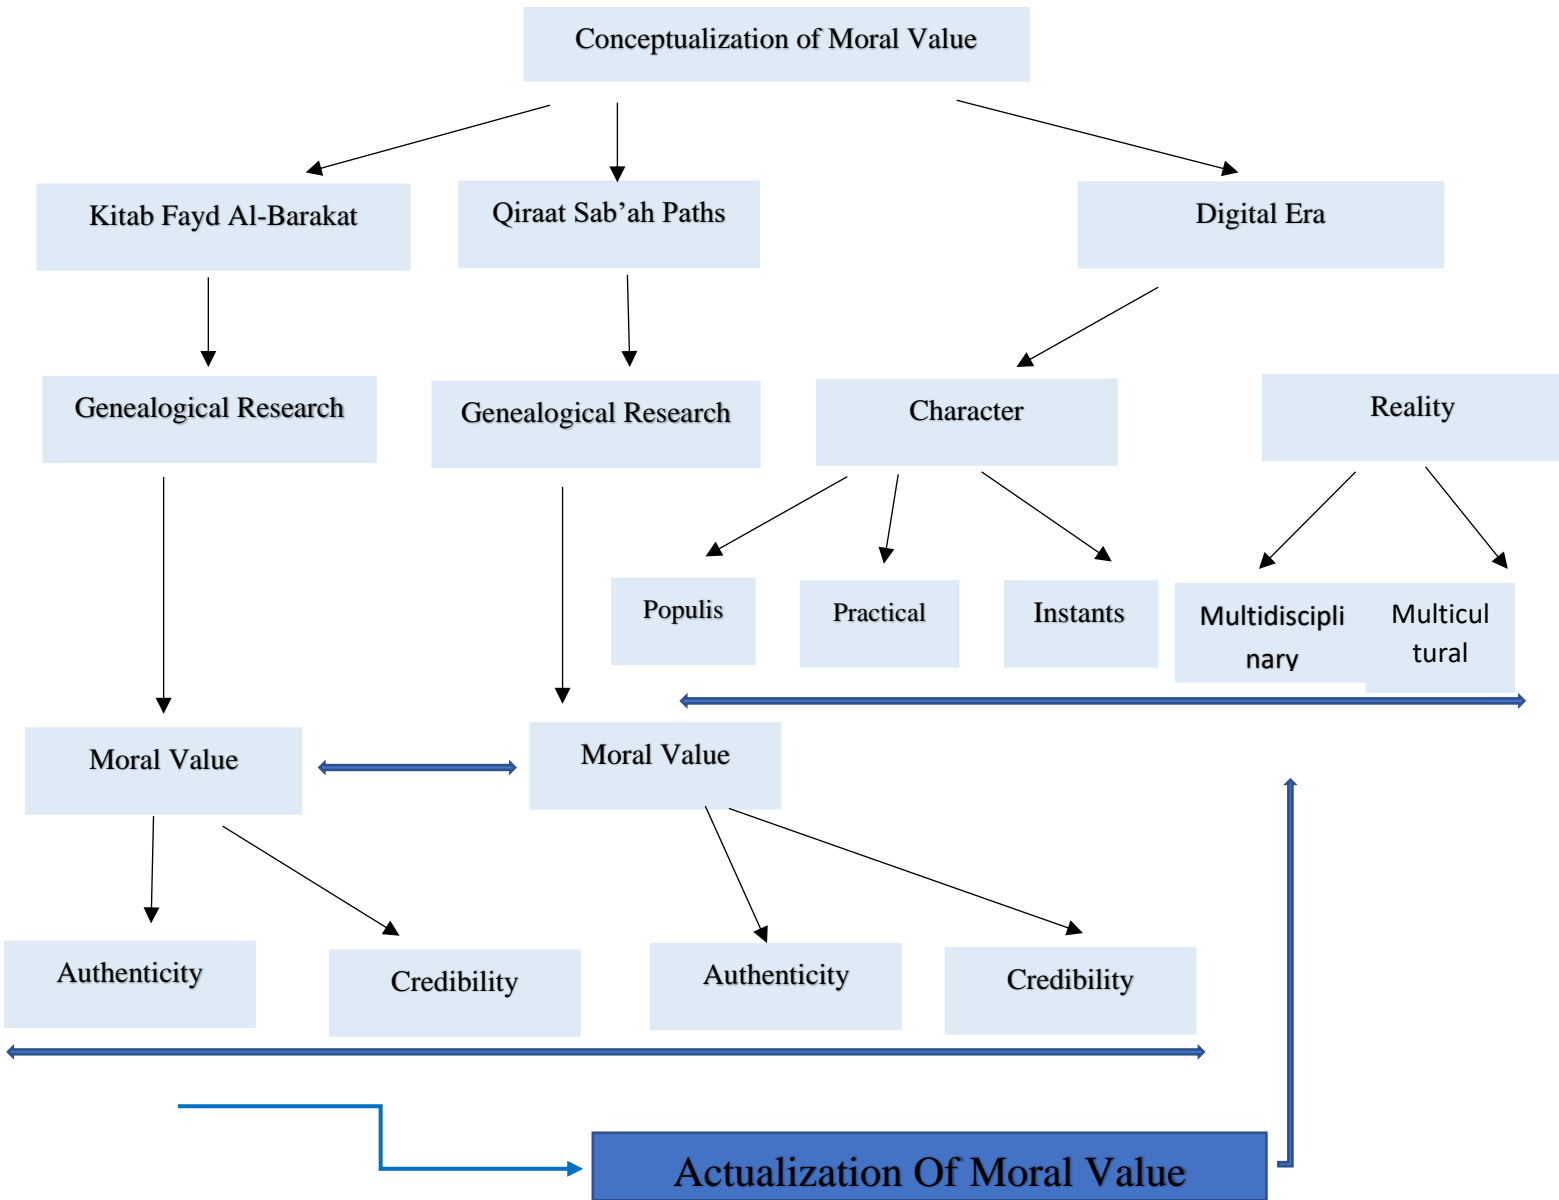 Conceptualization of Moral Value
Kitab Fayd Al-Barakat
Qiraat Sab’ah Paths
Digital Era
Genealogical Research
Genealogical Research
Character
Reality
Populis
Practical
Instants
Multidiscipli
nary
Multicul
tural
Moral Value
Moral Value
Authenticity
Credibility
Authenticity
Credibility
Actualization Of Moral Value